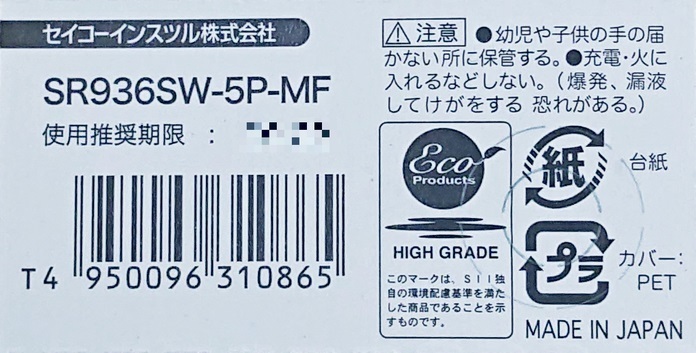 セイコーインスツル株式会社
SR936SW-5P-MF
使用推奨期限 :
T4 950096 310865
注意 ●幼児や子供の手の届
かない所に保管する。●充電・火に
入れるなどしない。(爆発、漏液
してけがをする 恐れがある。)
Eco
Products
HIGH GRADE
このマークは、SII独
自の環境配慮基準を満た
した商品であることを示
すものです。
紙 台紙
プラ カバー:
PET
MADE IN JAPAN